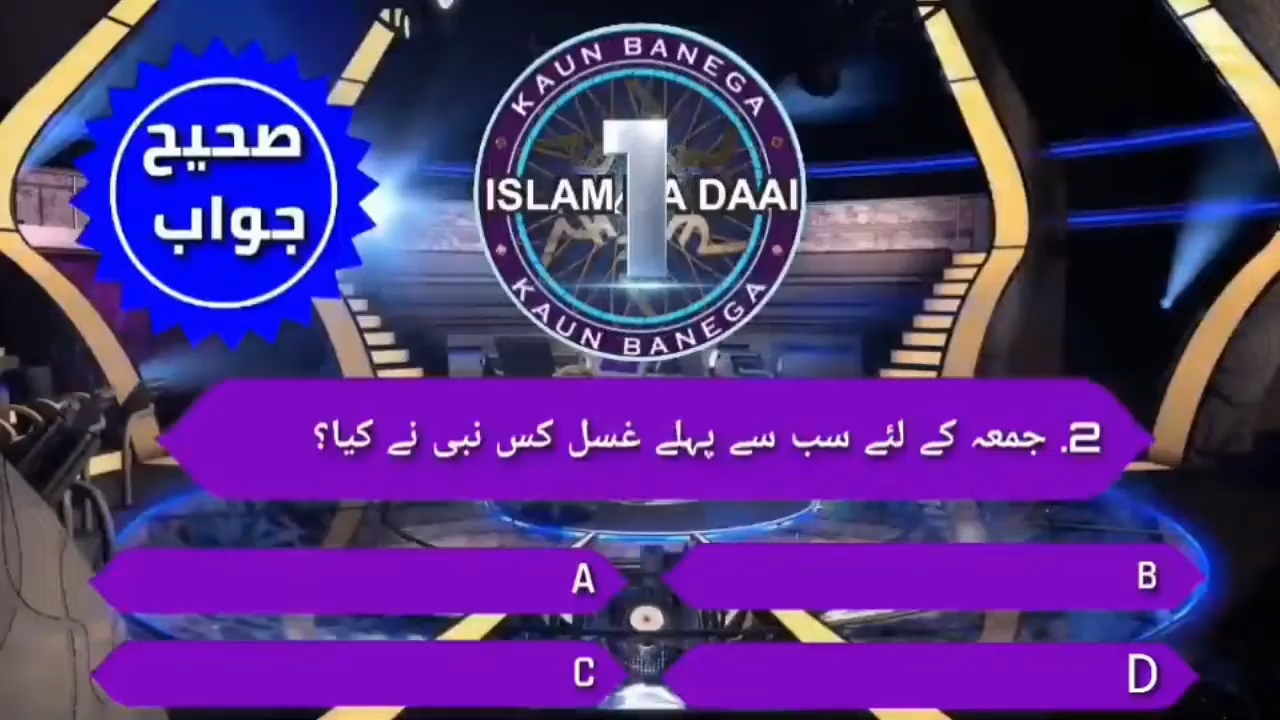 صحیح
جواب
KAUN BANEGA
1
ISLAM DAAI
KAUN BANEGA
2. جمعہ کے لئے سب سے پہلے غسل کس نبی نے کیا؟
A
B
C
D